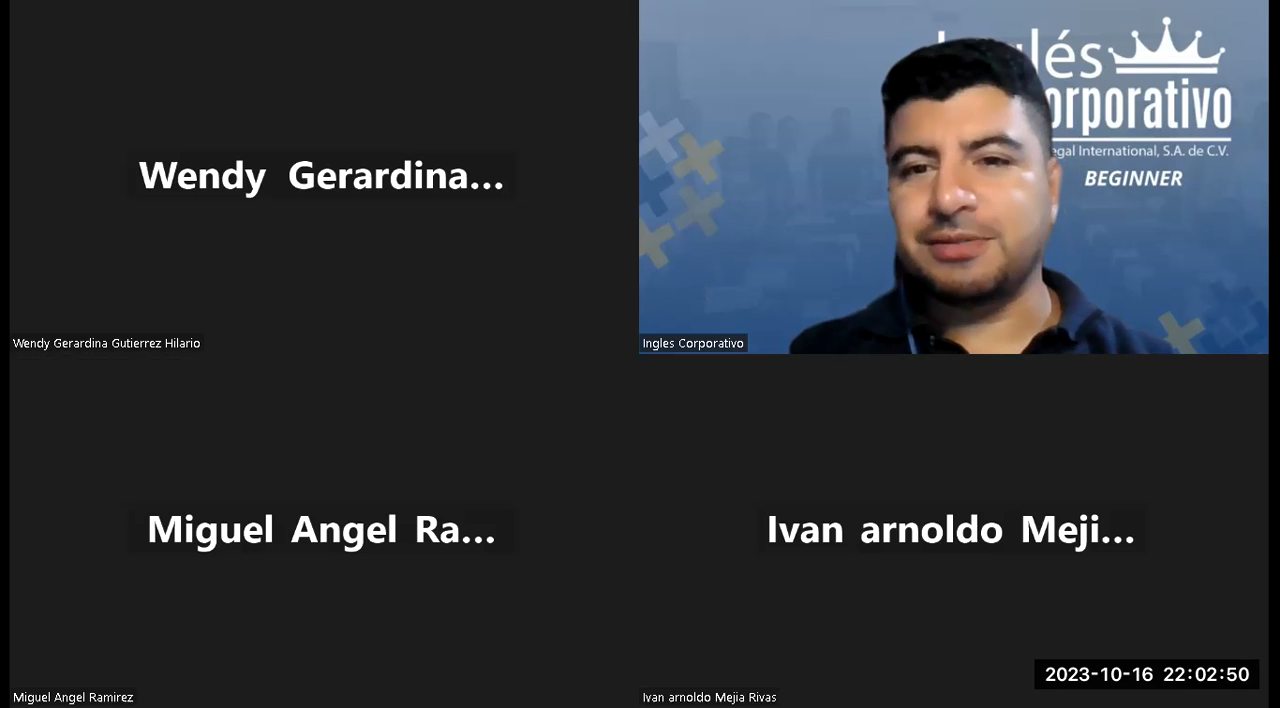 Wendy Gerardina...
Wendy Gerardina Gutierrez Hilario
lés
orporativo
egal International, S.A. de C.V.
BEGINNER
Ingles Corporativo
Miguel Angel Ra...
Miguel Angel Ramirez
Ivan arnoldo Meji...
Ivan arnoldo Mejia Rivas
2023-10-16 22:02:50